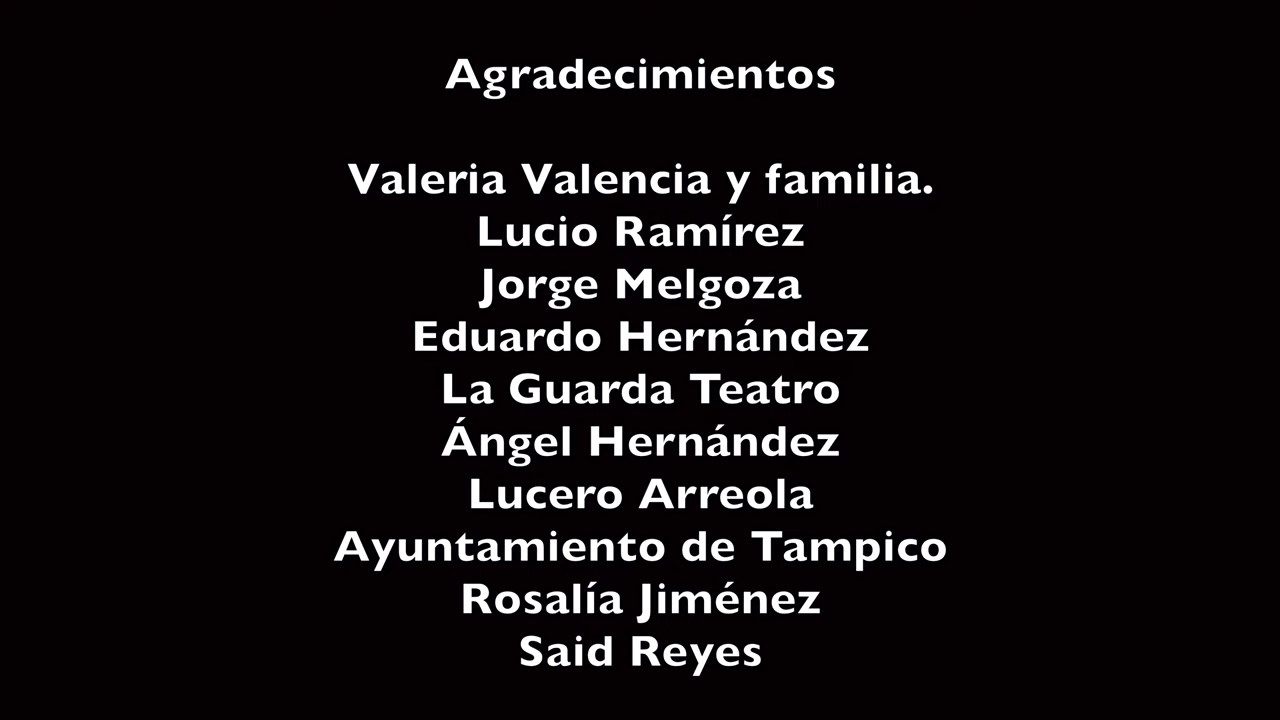 Agradecimientos
Valeria Valencia y familia.
Lucio Ramírez
Jorge Melgoza
Eduardo Hernández
La Guarda Teatro
Ángel Hernández
Lucero Arreola
Ayuntamiento de Tampico
Rosalía Jiménez
Said Reyes